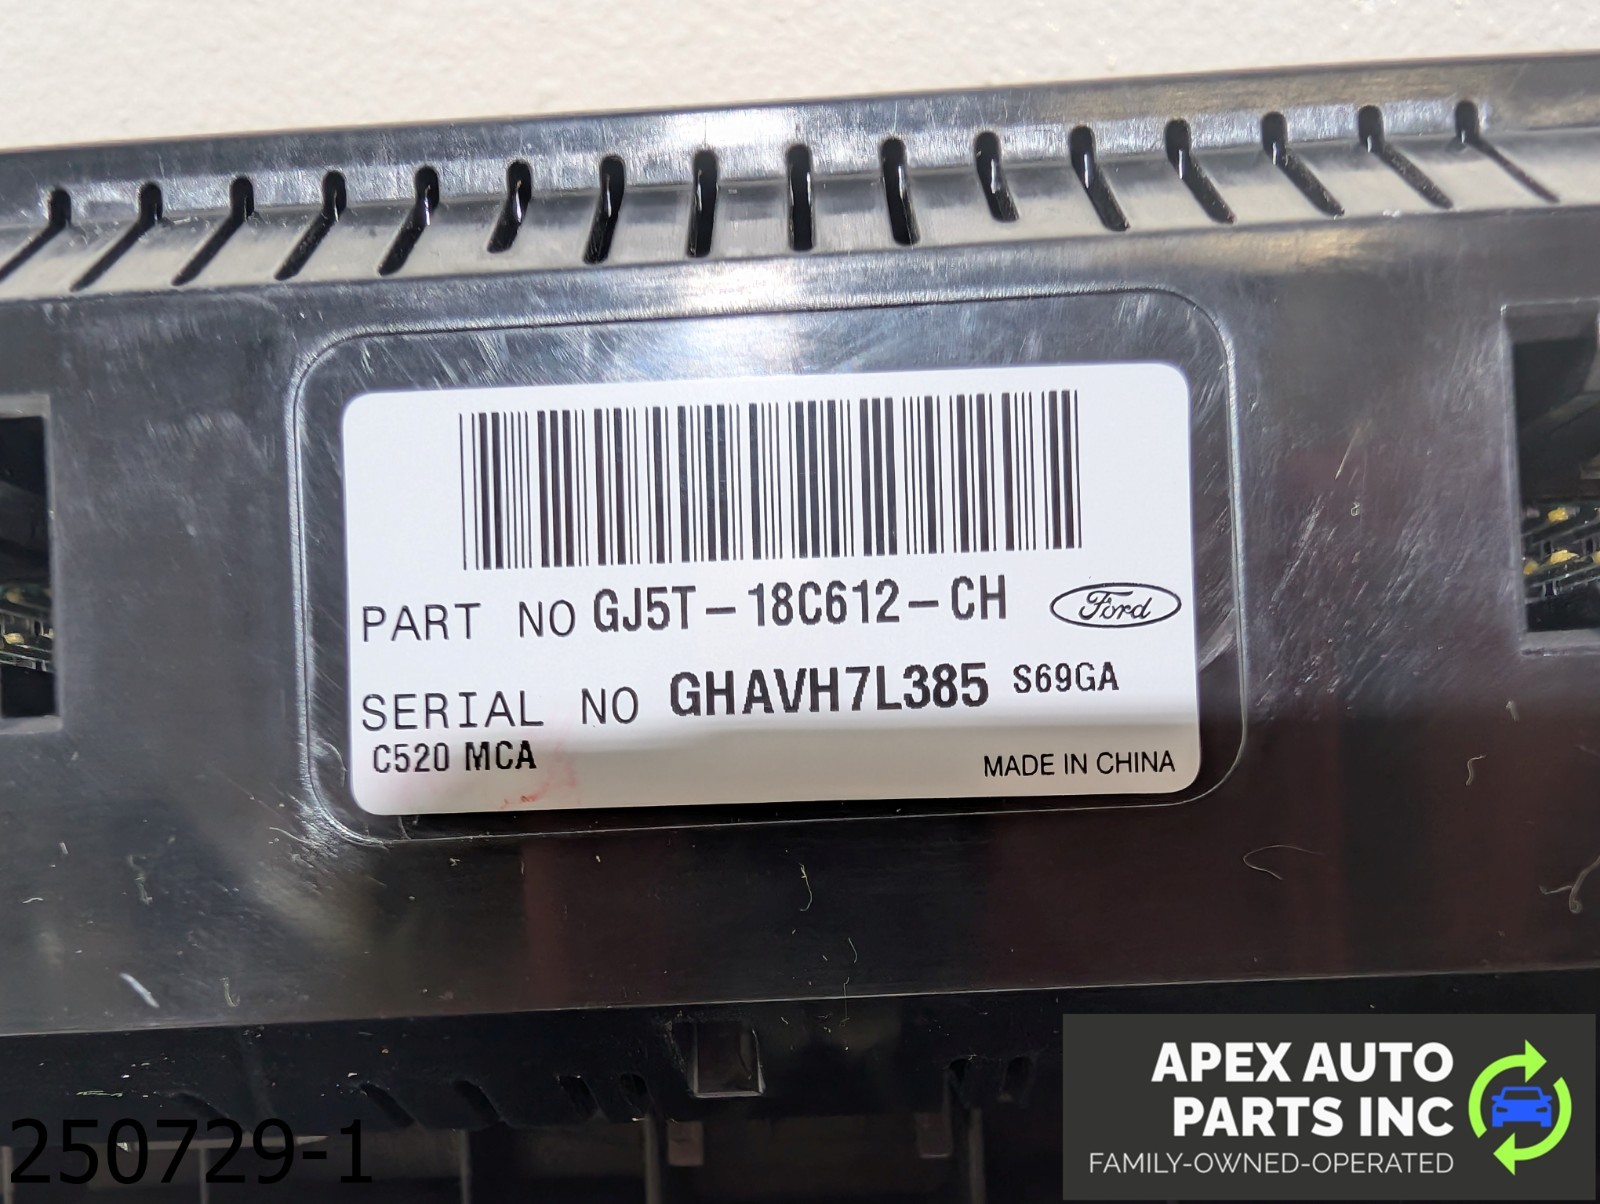 PART NO GJ5T-18C612-CH Ford
SERIAL NO GHAVH7L385 S69GA
C520 MCA MADE IN CHINA
250729-1
APEX AUTO
PARTS INC
FAMILY-OWNED-OPERATED